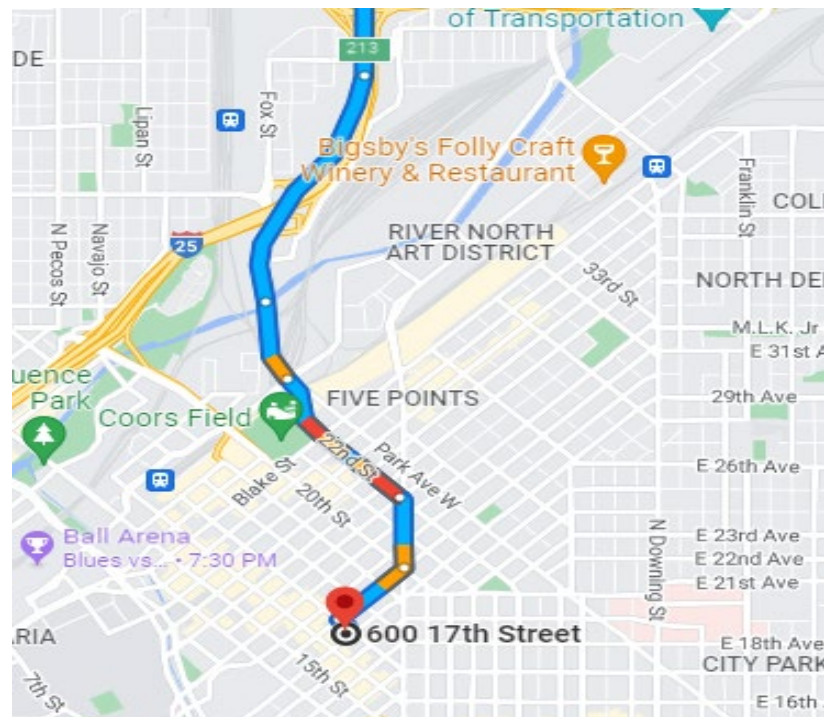 of Transportation
213
DE
Lipan St
Fox St
Bigsby's Folly Craft
Winery & Restaurant
Franklin St
COL
N Pecos St
Navajo St
25
RIVER NORTH
ART DISTRICT
33rd St
NORTH DE
M.L.K. Jr
E 31st A
uence
Park
Coors Field
FIVE POINTS
29th Ave
22nd St
Park Ave W
E 26th Ave
Blake St
20th St
Ball Arena
Blues vs... • 7:30 PM
N Downing St
E 23rd Ave
E 22nd Ave
E 21st Ave
600 17th Street
ARIA
15th St
E 18th Ave
CITY PARK
7th St
E 16th